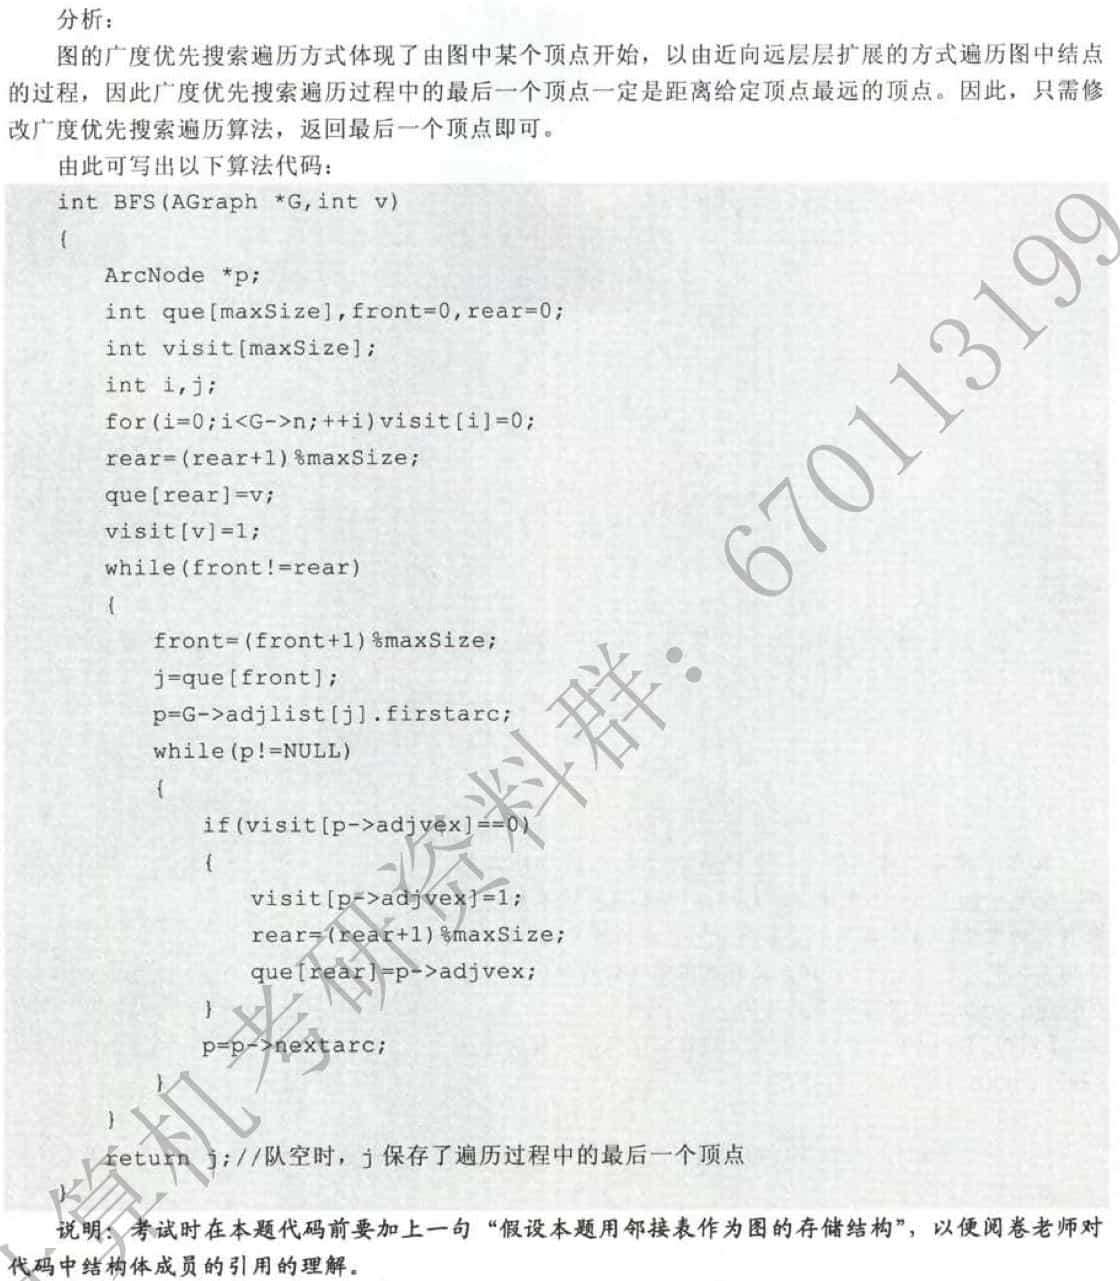 分析：
图的广度优先搜索遍历方式体现了由图中某个顶点开始，以由近向远层层扩展的方式遍历图中结点
的过程，因此广度优先搜索遍历过程中的最后一个顶点一定是距离给定顶点最远的顶点。因此，只需修
改广度优先搜索遍历算法，返回最后一个顶点即可。
由此可写出以下算法代码：
int BFS(AGraph *G,int v)
{
ArcNode *p;
int que[maxSize],front=0,rear=0;
int visit[maxSize];
int i,j;
for(i=0;i<G->n;++i)visit[i]=0;
rear=(rear+1)%maxSize;
que[rear]=v;
visit[v]=1;
while(front!=rear)
{
front=(front+1)%maxSize;
j=que[front];
p=G->adjlist[j].firstarc;
while(p!=NULL)
{
if(visit[p->adjvex]==0)
{
visit[p->adjvex]=1;
rear=(rear+1)%maxSize;
que[rear]=p->adjvex;
}
p=p->nextarc;
}
}
return j;//队空时，j 保存了遍历过程中的最后一个顶点
}
说明：考试时在本题代码前要加上一句“假设本题用邻接表作为图的存储结构”，以便阅卷老师对
代码中结构体成员的引用的理解。
算机考研资料群：670113199